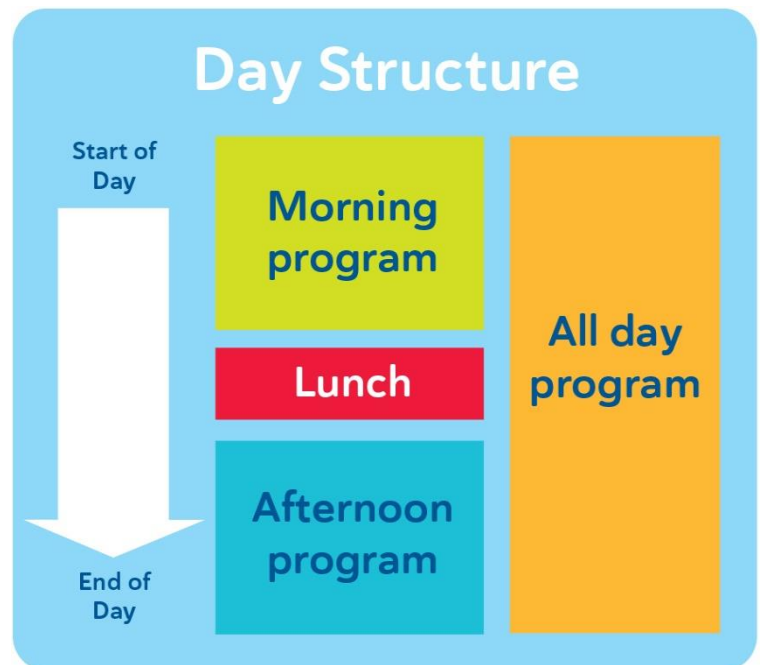 Day Structure
Start of
Day
Morning
program
Lunch
Afternoon
program
All day
program
End of
Day